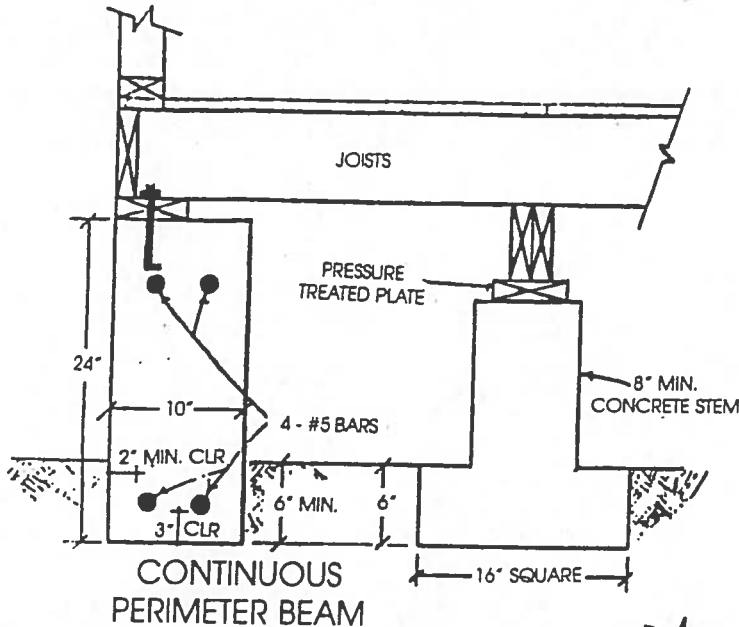 JOISTS
PRESSURE
TREATED PLATE
24"
8" MIN.
CONCRETE STEM
10"
4 - #5 BARS
2" MIN. CLR
6" MIN.
6"
3" CLR
16" SQUARE
CONTINUOUS
PERIMETER BEAM